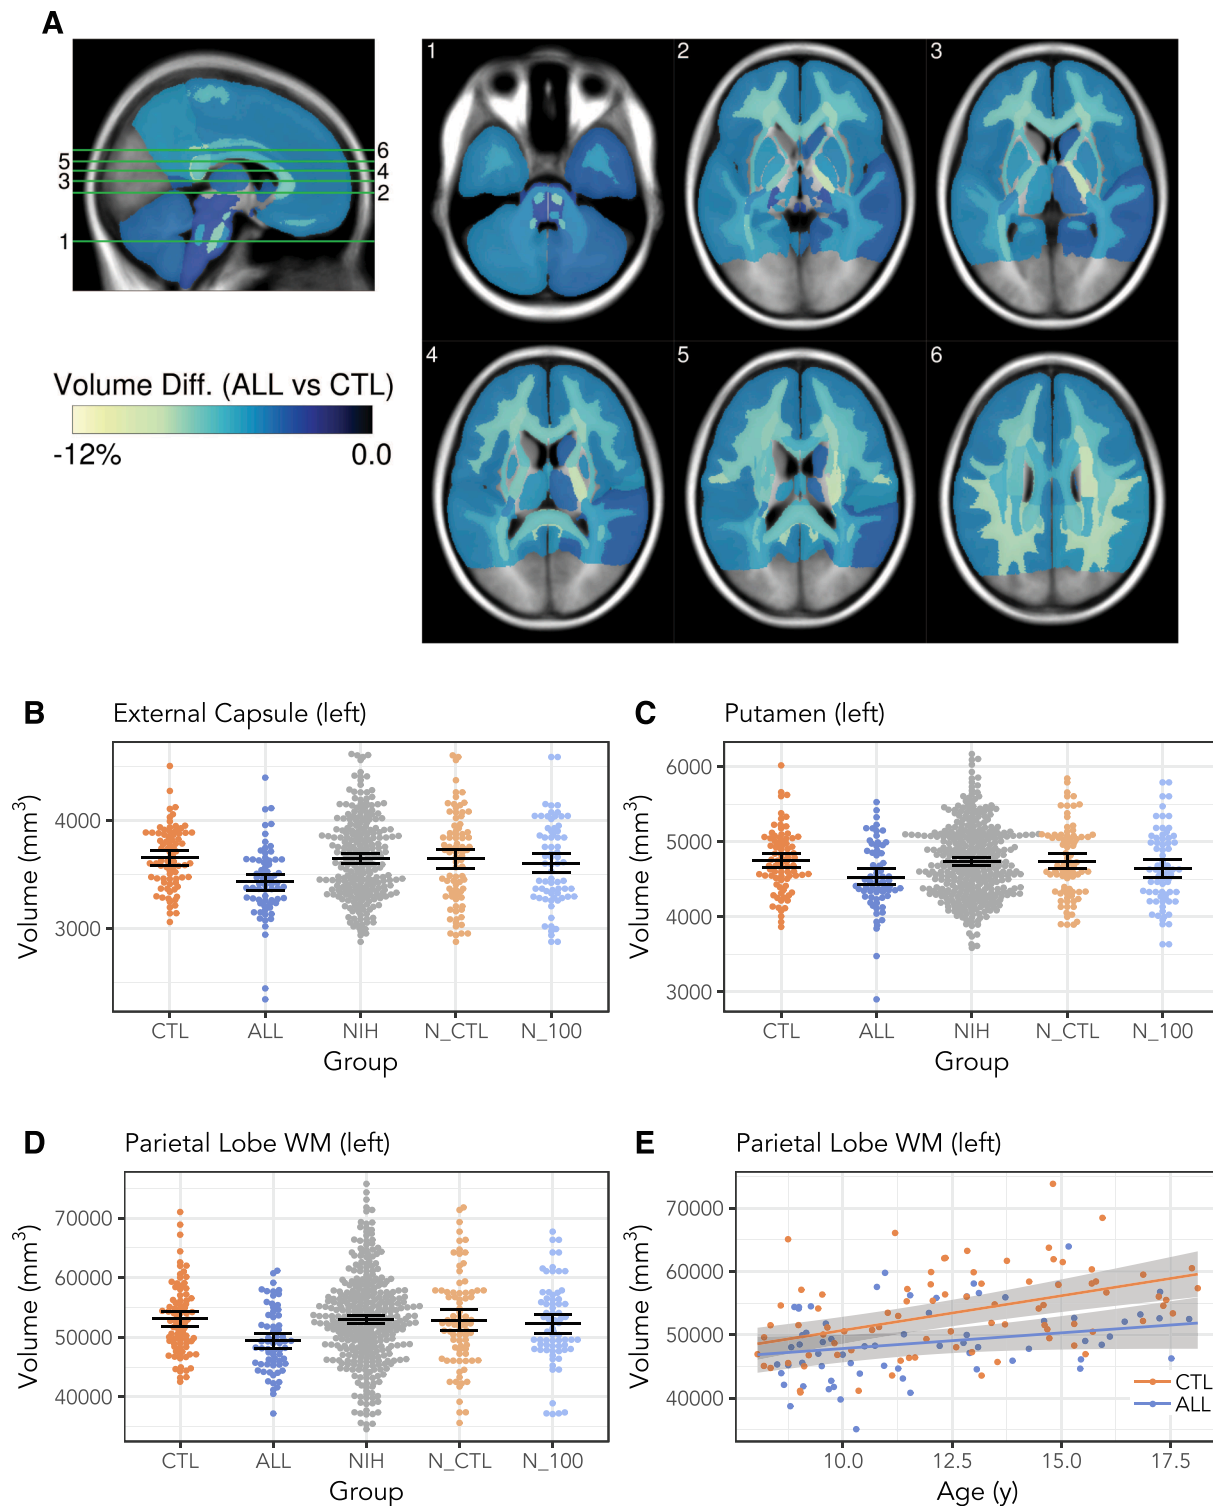 A
1
2
3
6
5
4
3
2
1
4
5
6
Volume Diff. (ALL vs CTL)
-12%
0.0
B
External Capsule (left)
Volume (mm³)
4000
3000
CTL
ALL
NIH
N_CTL
N_100
Group
C
Putamen (left)
Volume (mm³)
6000
5000
4000
3000
CTL
ALL
NIH
N_CTL
N_100
Group
D
Parietal Lobe WM (left)
Volume (mm³)
70000
60000
50000
40000
CTL
ALL
NIH
N_CTL
N_100
Group
E
Parietal Lobe WM (left)
Volume (mm³)
70000
60000
50000
40000
CTL
ALL
10.0
12.5
15.0
17.5
Age (y)